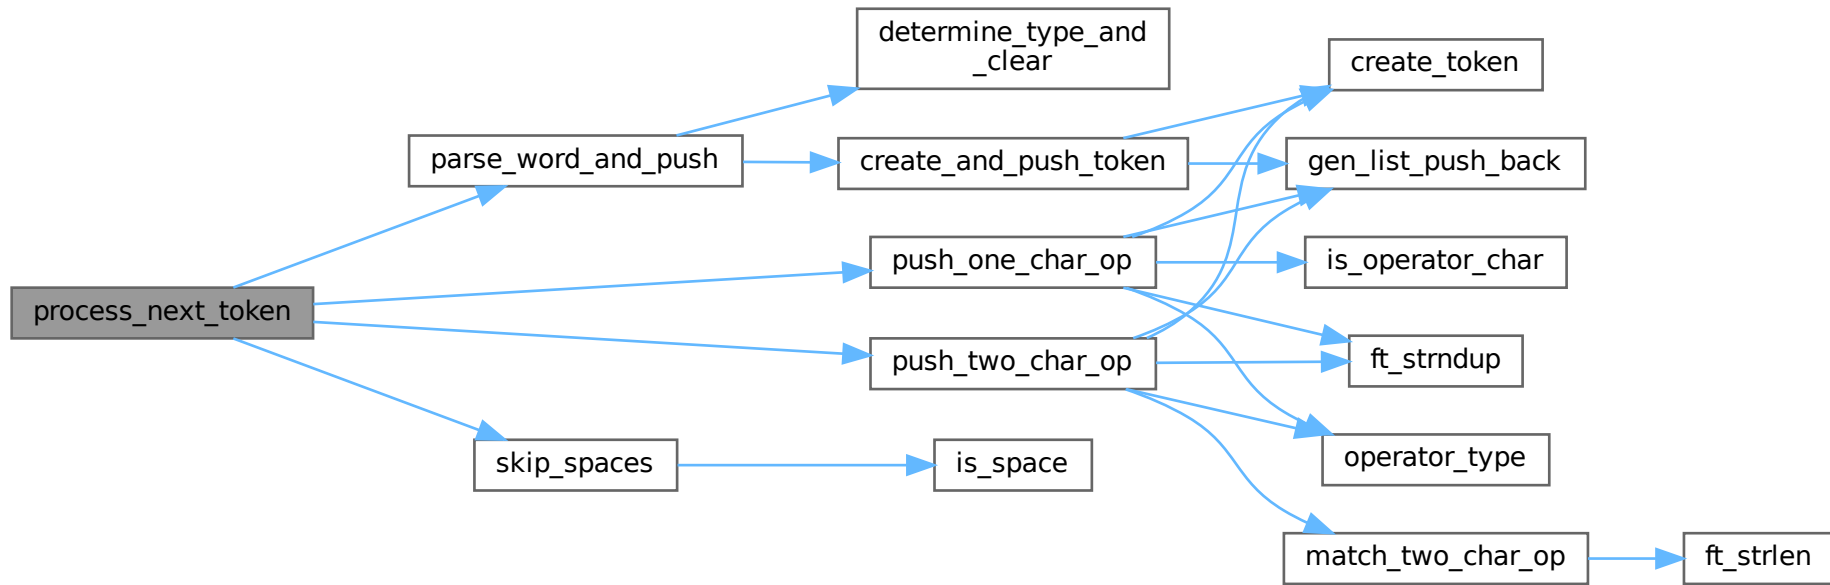 process_next_token
parse_word_and_push
determine_type_and
_clear
create_and_push_token
create_token
gen_list_push_back
push_one_char_op
is_operator_char
ft_strndup
push_two_char_op
operator_type
match_two_char_op
ft_strlen
skip_spaces
is_space